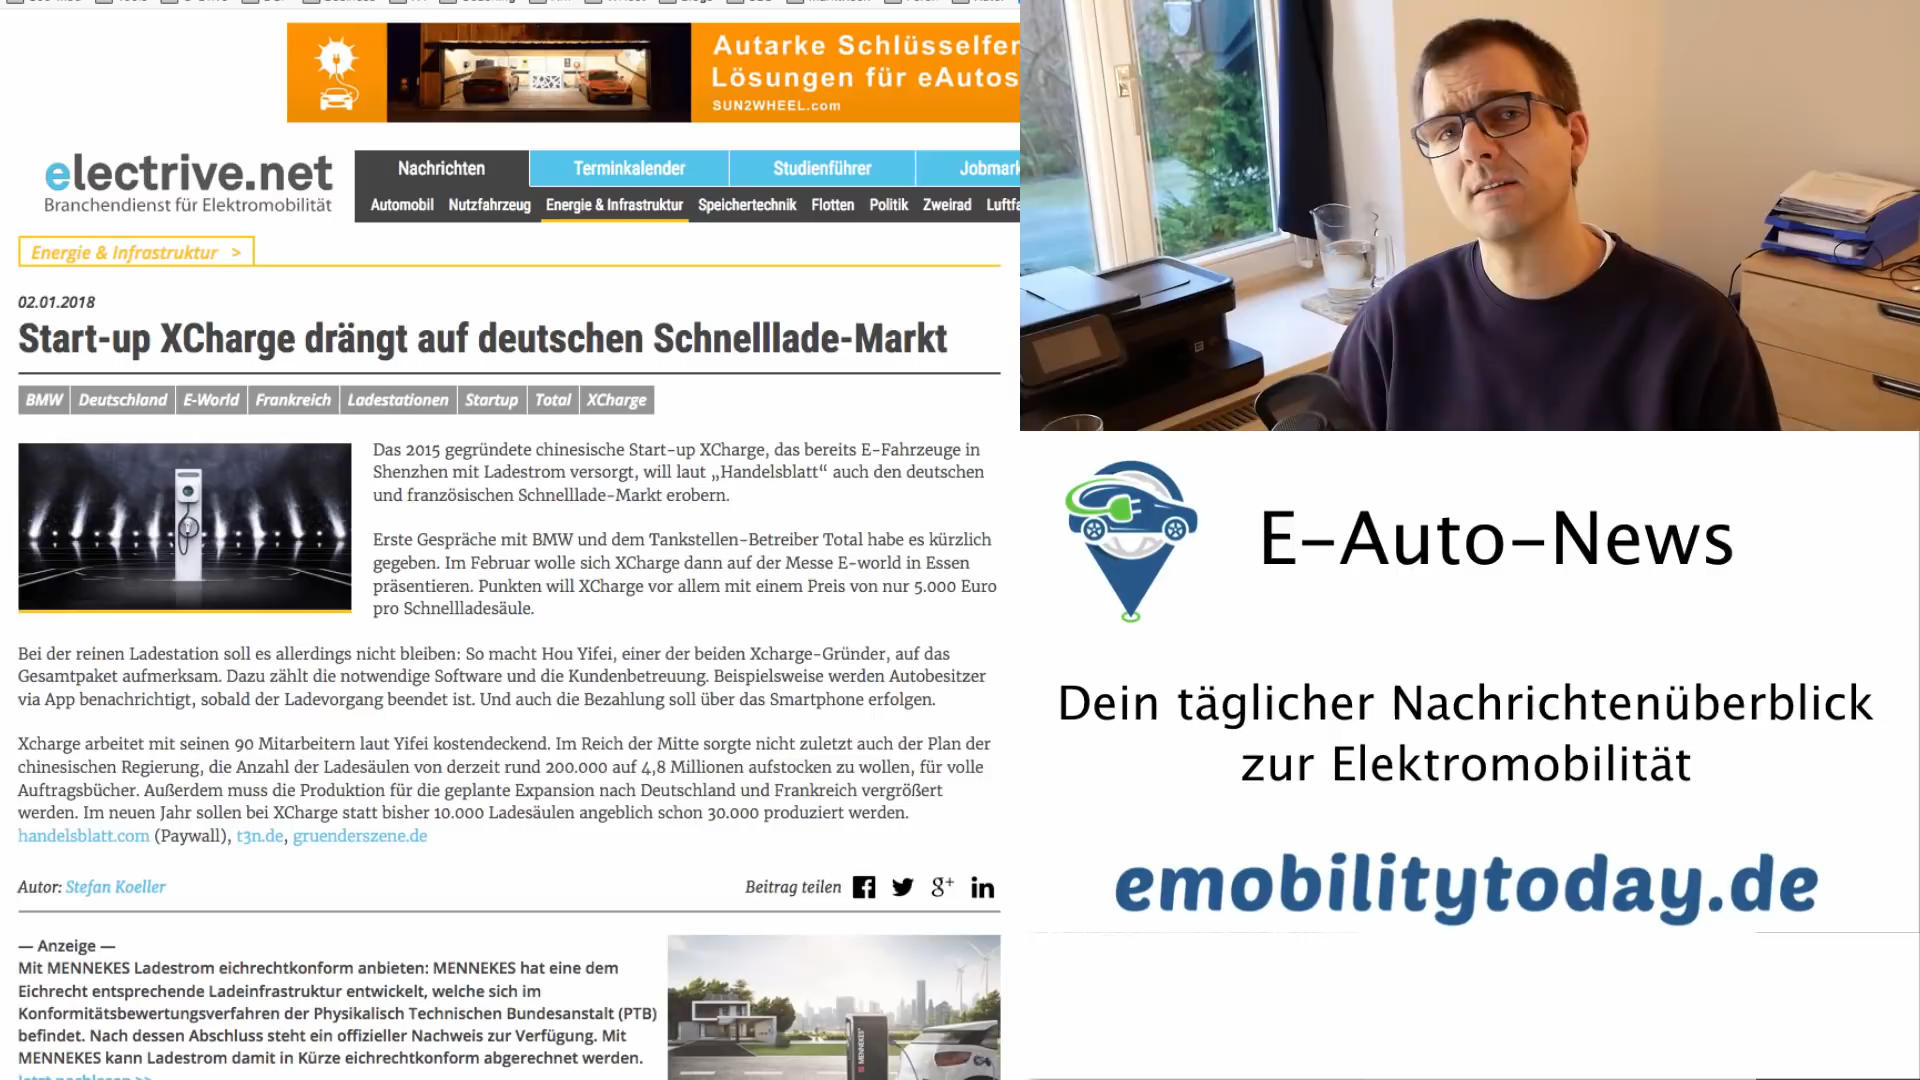 Autarke Schlüsselfer
Lösungen für eAutos
SUN2WHEEL.com
electrive.net
Branchendienst für Elektromobilität
Nachrichten Terminkalender Studienführer Jobmark
Automobil Nutzfahrzeug Energie & Infrastruktur Speichertechnik Flotten Politik Zweirad Luftfa
Energie & Infrastruktur >
02.01.2018
Start-up XCharge drängt auf deutschen Schnelllade-Markt
BMW Deutschland E-World Frankreich Ladestationen Startup Total XCharge
Das 2015 gegründete chinesische Start-up XCharge, das bereits E-Fahrzeuge in
Shenzhen mit Ladestrom versorgt, will laut „Handelsblatt“ auch den deutschen
und französischen Schnelllade-Markt erobern.
Erste Gespräche mit BMW und dem Tankstellen-Betreiber Total habe es kürzlich
gegeben. Im Februar wolle sich XCharge dann auf der Messe E-world in Essen
präsentieren. Punkten will XCharge vor allem mit einem Preis von nur 5.000 Euro
pro Schnellladesäule.
Bei der reinen Ladestation soll es allerdings nicht bleiben: So macht Hou Yifei, einer der beiden Xcharge-Gründer, auf das
Gesamtpaket aufmerksam. Dazu zählt die notwendige Software und die Kundenbetreuung. Beispielsweise werden Autobesitzer
via App benachrichtigt, sobald der Ladevorgang beendet ist. Und auch die Bezahlung soll über das Smartphone erfolgen.
Xcharge arbeitet mit seinen 90 Mitarbeitern laut Yifei kostendeckend. Im Reich der Mitte sorgte nicht zuletzt auch der Plan der
chinesischen Regierung, die Anzahl der Ladesäulen von derzeit rund 200.000 auf 4,8 Millionen aufstocken zu wollen, für volle
Auftragsbücher. Außerdem muss die Produktion für die geplante Expansion nach Deutschland und Frankreich vergrößert
werden. Im neuen Jahr sollen bei XCharge statt bisher 10.000 Ladesäulen angeblich schon 30.000 produziert werden.
handelsblatt.com (Paywall), t3n.de, gruenderszene.de
Autor: Stefan Koeller
Beitrag teilen
— Anzeige —
Mit MENNEKES Ladestrom eichrechtkonform anbieten: MENNEKES hat eine dem
Eichrecht entsprechende Ladeinfrastruktur entwickelt, welche sich im
Konformitätsbewertungsverfahren der Physikalisch Technischen Bundesanstalt (PTB)
befindet. Nach dessen Abschluss steht ein offizieller Nachweis zur Verfügung. Mit
MENNEKES kann Ladestrom damit in Kürze eichrechtkonform abgerechnet werden.
MENNEKES
E-Auto-News
Dein täglicher Nachrichtenüberblick
zur Elektromobilität
emobilitytoday.de